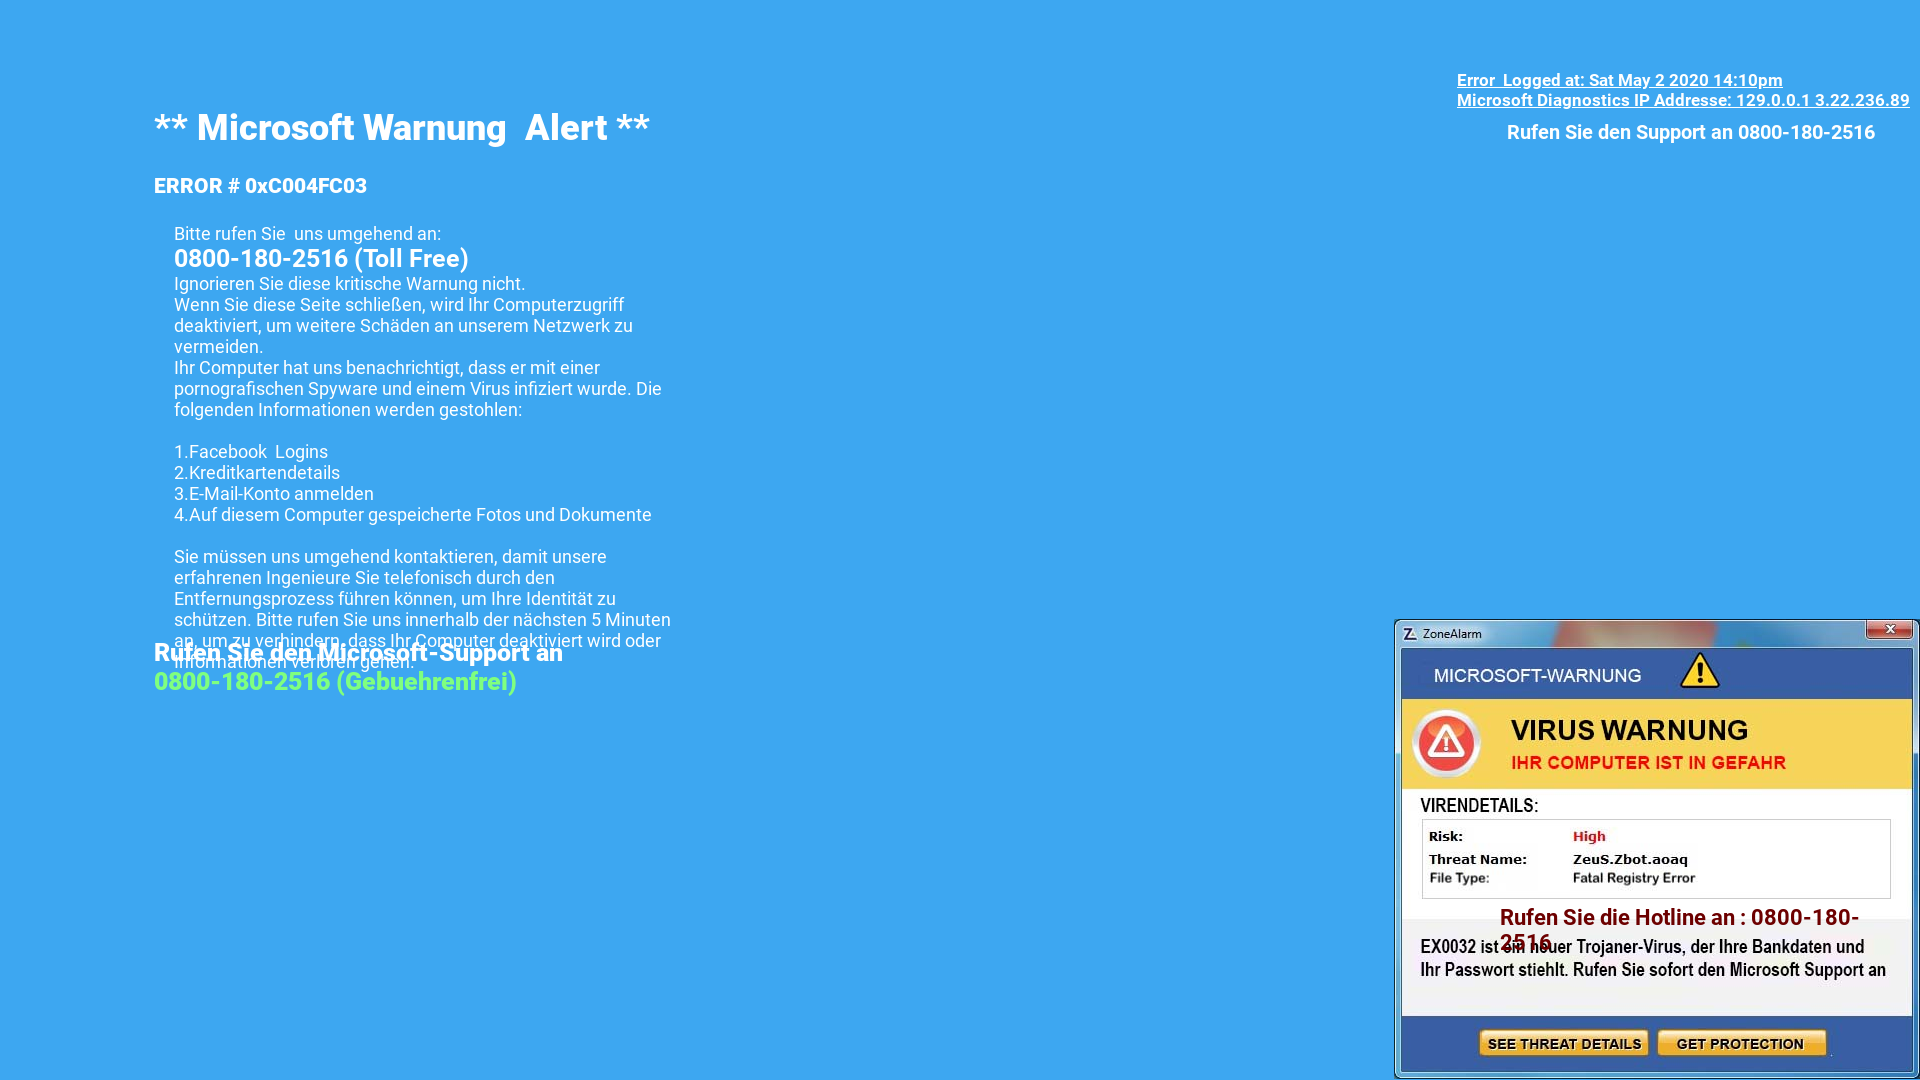 Error  Logged at: Sat May 2 2020 14:10pm
Microsoft Diagnostics IP Addresse: 129.0.0.1 3.22.236.89
Rufen Sie den Support an 0800-180-2516
** Microsoft Warnung  Alert **
ERROR # 0xC004FC03
Bitte rufen Sie  uns umgehend an:
0800-180-2516 (Toll Free)
Ignorieren Sie diese kritische Warnung nicht.
Wenn Sie diese Seite schließen, wird Ihr Computerzugriff
deaktiviert, um weitere Schäden an unserem Netzwerk zu
vermeiden.
Ihr Computer hat uns benachrichtigt, dass er mit einer
pornografischen Spyware und einem Virus infiziert wurde. Die
folgenden Informationen werden gestohlen:
1.Facebook  Logins
2.Kreditkartendetails
3.E-Mail-Konto anmelden
4.Auf diesem Computer gespeicherte Fotos und Dokumente
Sie müssen uns umgehend kontaktieren, damit unsere
erfahrenen Ingenieure Sie telefonisch durch den
Entfernungsprozess führen können, um Ihre Identität zu
schützen. Bitte rufen Sie uns innerhalb der nächsten 5 Minuten
an, um zu verhindern, dass Ihr Computer deaktiviert wird oder
Informationen verloren gehen.
Rufen Sie den Microsoft-Support an
0800-180-2516 (Gebuehrenfrei)
ZoneAlarm
MICROSOFT-WARNUNG
VIRUS WARNUNG
IHR COMPUTER IST IN GEFAHR
VIRENDETAILS:
Risk: High
Threat Name: ZeuS.Zbot.aoaq
File Type: Fatal Registry Error
Rufen Sie die Hotline an : 0800-180-
2516
EX0032 ist ein neuer Trojaner-Virus, der Ihre Bankdaten und
Ihr Passwort stiehlt. Rufen Sie sofort den Microsoft Support an
SEE THREAT DETAILS
GET PROTECTION